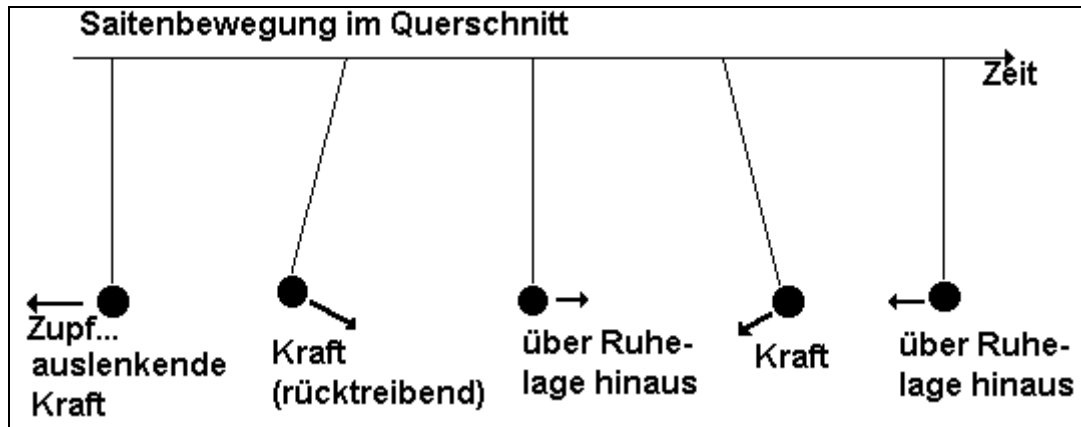 Saitenbewegung im Querschnitt
Zeit
Zupf...
auslenkende
Kraft
Kraft
(rücktreibend)
über Ruhe-
lage hinaus
Kraft
über Ruhe-
lage hinaus